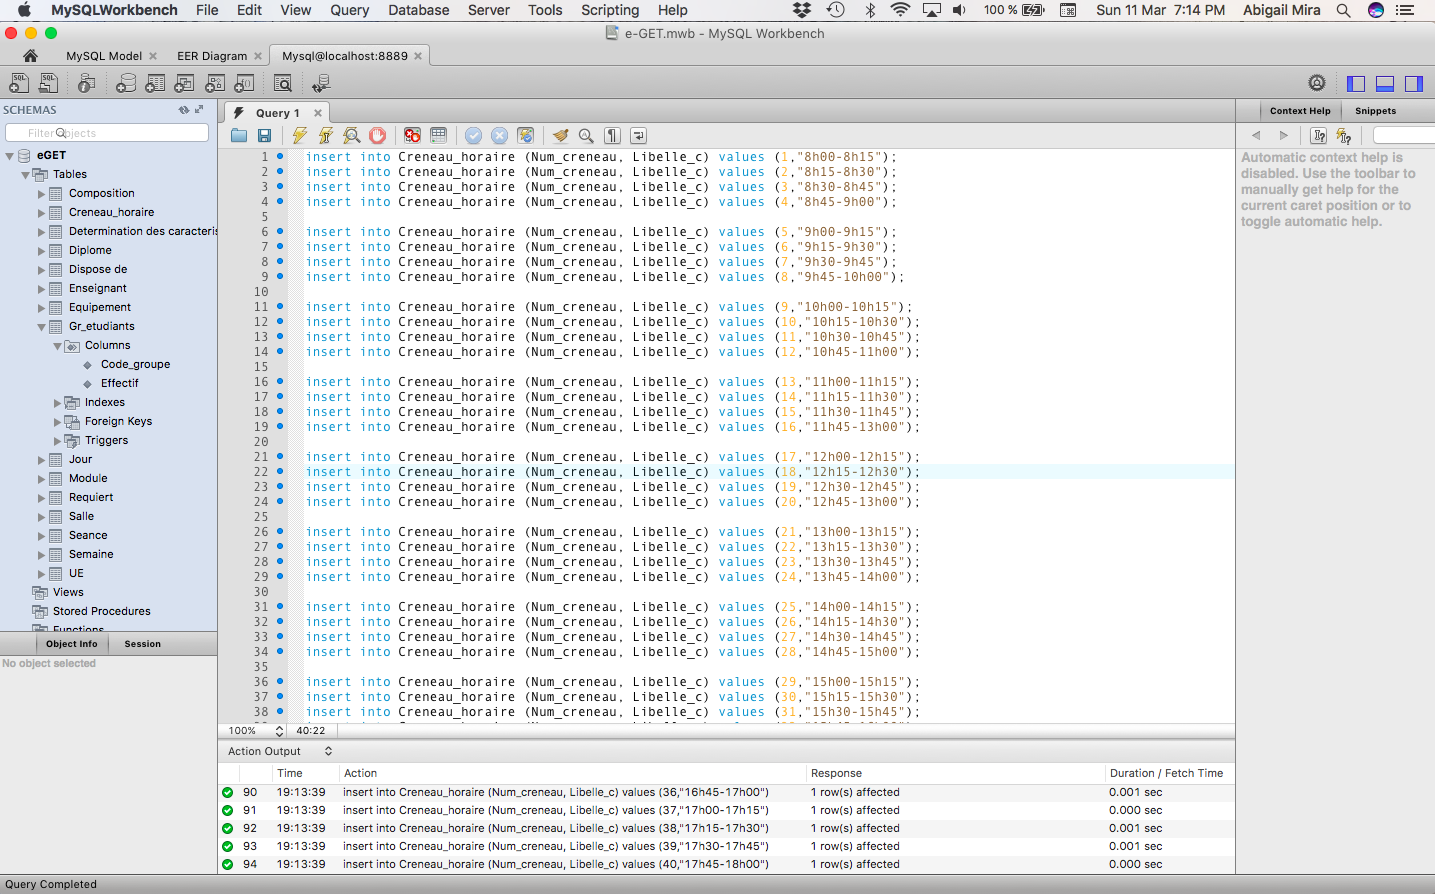 MySQLWorkbench File Edit View Query Database Server Tools Scripting Help 100 % Sun 11 Mar 7:14 PM Abigail Mira
e-GET.mwb - MySQL Workbench
MySQL Model EER Diagram Mysql@localhost:8889
SCHEMAS
Filter objects
eGET
Tables
Composition
Creneau_horaire
Determination des caracteris
Diplome
Dispose de
Enseignant
Equipement
Gr_etudiants
Columns
Code_groupe
Effectif
Indexes
Foreign Keys
Triggers
Jour
Module
Requiert
Salle
Seance
Semaine
UE
Views
Stored Procedures
Functions
Object Info Session
No object selected
Query 1
1 insert into Creneau_horaire (Num_creneau, Libelle_c) values (1,"8h00-8h15");
2 insert into Creneau_horaire (Num_creneau, Libelle_c) values (2,"8h15-8h30");
3 insert into Creneau_horaire (Num_creneau, Libelle_c) values (3,"8h30-8h45");
4 insert into Creneau_horaire (Num_creneau, Libelle_c) values (4,"8h45-9h00");
5
6 insert into Creneau_horaire (Num_creneau, Libelle_c) values (5,"9h00-9h15");
7 insert into Creneau_horaire (Num_creneau, Libelle_c) values (6,"9h15-9h30");
8 insert into Creneau_horaire (Num_creneau, Libelle_c) values (7,"9h30-9h45");
9 insert into Creneau_horaire (Num_creneau, Libelle_c) values (8,"9h45-10h00");
10
11 insert into Creneau_horaire (Num_creneau, Libelle_c) values (9,"10h00-10h15");
12 insert into Creneau_horaire (Num_creneau, Libelle_c) values (10,"10h15-10h30");
13 insert into Creneau_horaire (Num_creneau, Libelle_c) values (11,"10h30-10h45");
14 insert into Creneau_horaire (Num_creneau, Libelle_c) values (12,"10h45-11h00");
15
16 insert into Creneau_horaire (Num_creneau, Libelle_c) values (13,"11h00-11h15");
17 insert into Creneau_horaire (Num_creneau, Libelle_c) values (14,"11h15-11h30");
18 insert into Creneau_horaire (Num_creneau, Libelle_c) values (15,"11h30-11h45");
19 insert into Creneau_horaire (Num_creneau, Libelle_c) values (16,"11h45-13h00");
20
21 insert into Creneau_horaire (Num_creneau, Libelle_c) values (17,"12h00-12h15");
22 insert into Creneau_horaire (Num_creneau, Libelle_c) values (18,"12h15-12h30");
23 insert into Creneau_horaire (Num_creneau, Libelle_c) values (19,"12h30-12h45");
24 insert into Creneau_horaire (Num_creneau, Libelle_c) values (20,"12h45-13h00");
25
26 insert into Creneau_horaire (Num_creneau, Libelle_c) values (21,"13h00-13h15");
27 insert into Creneau_horaire (Num_creneau, Libelle_c) values (22,"13h15-13h30");
28 insert into Creneau_horaire (Num_creneau, Libelle_c) values (23,"13h30-13h45");
29 insert into Creneau_horaire (Num_creneau, Libelle_c) values (24,"13h45-14h00");
30
31 insert into Creneau_horaire (Num_creneau, Libelle_c) values (25,"14h00-14h15");
32 insert into Creneau_horaire (Num_creneau, Libelle_c) values (26,"14h15-14h30");
33 insert into Creneau_horaire (Num_creneau, Libelle_c) values (27,"14h30-14h45");
34 insert into Creneau_horaire (Num_creneau, Libelle_c) values (28,"14h45-15h00");
35
36 insert into Creneau_horaire (Num_creneau, Libelle_c) values (29,"15h00-15h15");
37 insert into Creneau_horaire (Num_creneau, Libelle_c) values (30,"15h15-15h30");
38 insert into Creneau_horaire (Num_creneau, Libelle_c) values (31,"15h30-15h45");
100% 40:22
Action Output
Time Action Response Duration / Fetch Time
90 19:13:39 insert into Creneau_horaire (Num_creneau, Libelle_c) values (36,"16h45-17h00") 1 row(s) affected 0.001 sec
91 19:13:39 insert into Creneau_horaire (Num_creneau, Libelle_c) values (37,"17h00-17h15") 1 row(s) affected 0.000 sec
92 19:13:39 insert into Creneau_horaire (Num_creneau, Libelle_c) values (38,"17h15-17h30") 1 row(s) affected 0.001 sec
93 19:13:39 insert into Creneau_horaire (Num_creneau, Libelle_c) values (39,"17h30-17h45") 1 row(s) affected 0.001 sec
94 19:13:39 insert into Creneau_horaire (Num_creneau, Libelle_c) values (40,"17h45-18h00") 1 row(s) affected 0.000 sec
Context Help Snippets
Automatic context help is
disabled. Use the toolbar to
manually get help for the
current caret position or to
toggle automatic help.
Query Completed